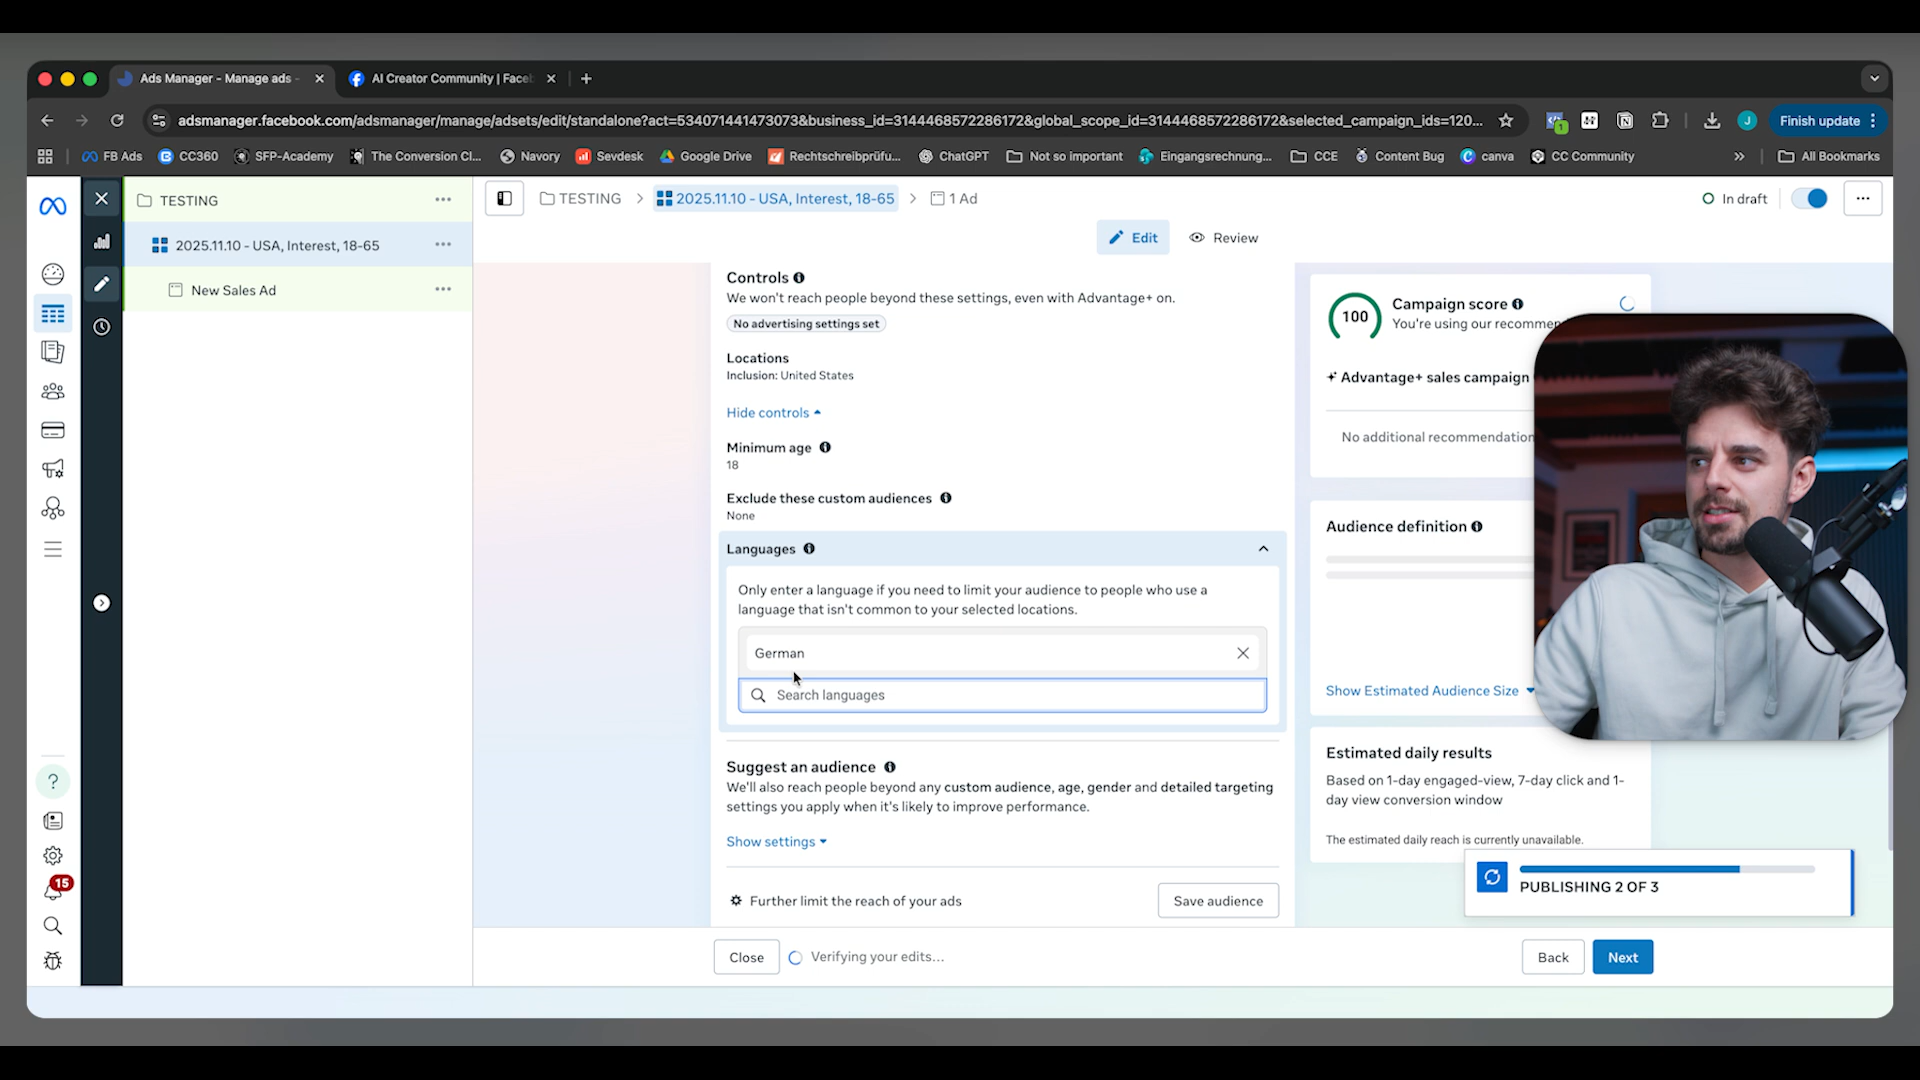 Ads Manager - Manage ads -
AI Creator Community | Face
adsmanager.facebook.com/adsmanager/manage/adsets/edit/standalone?act=534071441473073&business_id=3144468572286172&global_scope_id=3144468572286172&selected_campaign_ids=120...
1
J
Finish update
FB Ads
CC360
SFP-Academy
The Conversion Cl...
Navory
Sevdesk
Google Drive
Rechtschreibprüfu...
ChatGPT
Not so important
Eingangsrechnung...
CCE
Content Bug
canva
CC Community
»
All Bookmarks
TESTING
2025.11.10 - USA, Interest, 18-65
New Sales Ad
TESTING
2025.11.10 - USA, Interest, 18-65
1 Ad
In draft
Edit
Review
Controls
We won't reach people beyond these settings, even with Advantage+ on.
No advertising settings set
Locations
Inclusion: United States
Hide controls
Minimum age
18
Exclude these custom audiences
None
Languages
Only enter a language if you need to limit your audience to people who use a
language that isn't common to your selected locations.
German
Search languages
Suggest an audience
We'll also reach people beyond any custom audience, age, gender and detailed targeting
settings you apply when it's likely to improve performance.
Show settings
Further limit the reach of your ads
Save audience
Close
Verifying your edits...
Back
Next
100
Campaign score
You're using our recommen
Advantage+ sales campaign
No additional recommendation
Audience definition
Show Estimated Audience Size
Estimated daily results
Based on 1-day engaged-view, 7-day click and 1-
day view conversion window
The estimated daily reach is currently unavailable.
PUBLISHING 2 OF 3
?
15